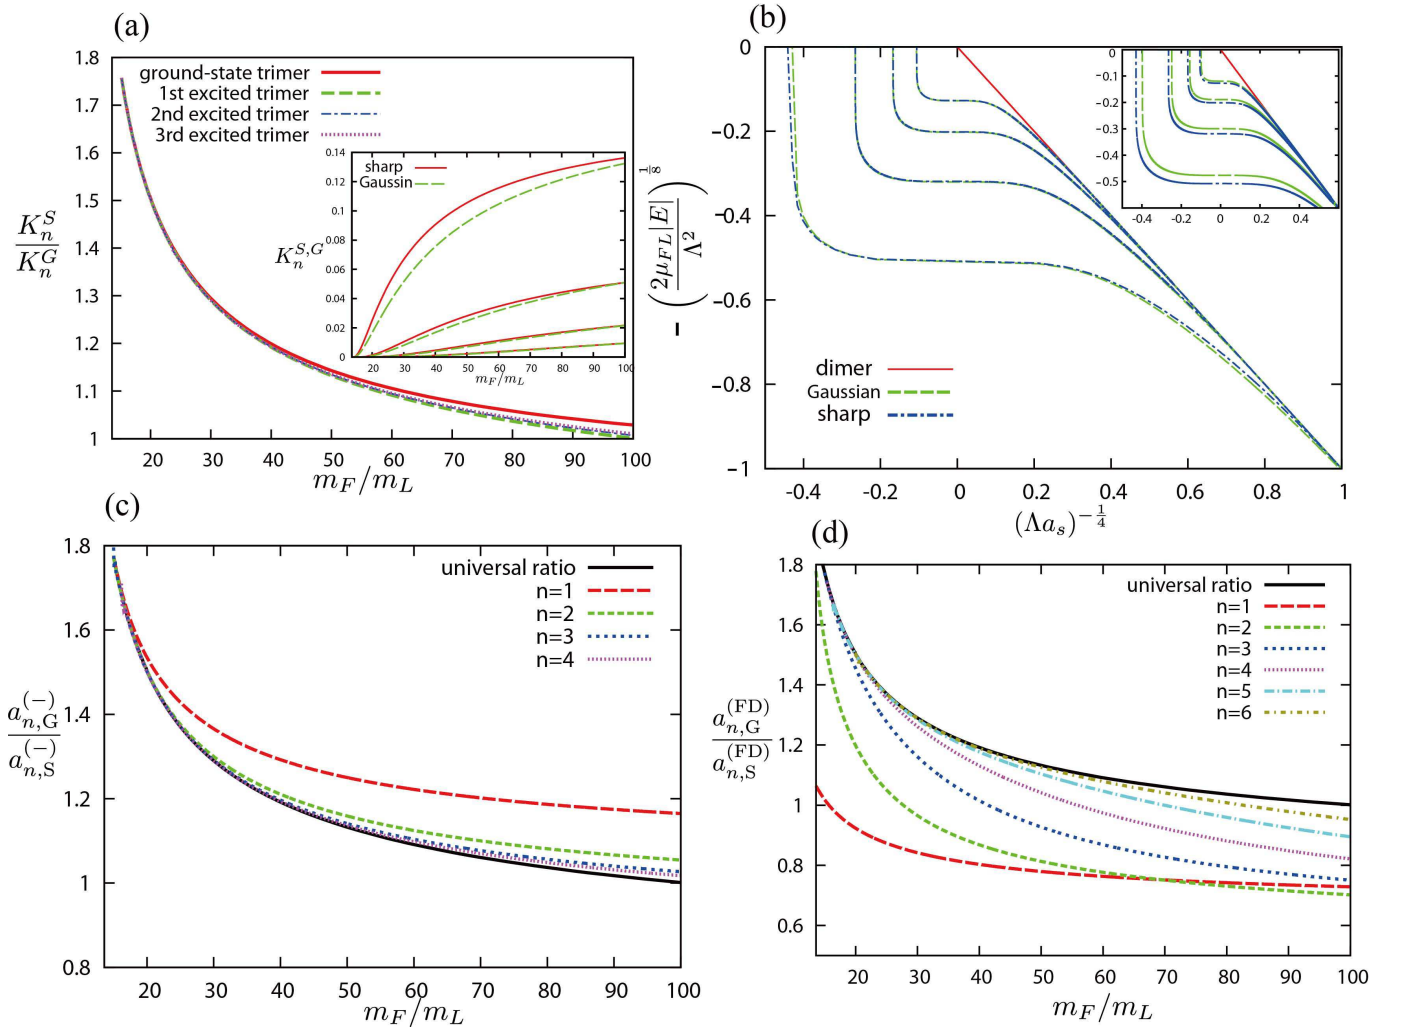 (a)
1.8
1.7
1.6
1.5
1.4
1.3
1.2
1.1
1
K_n^S / K_n^G
ground-state trimer
1st excited trimer
2nd excited trimer
3rd excited trimer
0.14
0.12
0.1
0.08
0.06
0.04
0.02
0
K_n^{S,G}
sharp
Gaussin
10 20 30 40 50 60 70 80 90 100
m_F/m_L
20 30 40 50 60 70 80 90 100
m_F/m_L
(b)
0
−0.2
−0.4
−0.6
−0.8
−1
− (2μ_{FL}|E| / Λ^2)^{1/8}
0
−0.1
−0.2
−0.3
−0.4
−0.5
-0.4 -0.2 0 0.2 0.4
dimer
Gaussian
sharp
-0.4 -0.2 0 0.2 0.4 0.6 0.8 1
(Λa_s)^{−1/4}
(c)
1.8
1.6
1.4
1.2
1
0.8
a_{n,G}^{(−)} / a_{n,S}^{(−)}
universal ratio
n=1
n=2
n=3
n=4
20 30 40 50 60 70 80 90 100
m_F/m_L
(d)
1.8
1.6
1.4
1.2
1
0.8
0.6
a_{n,G}^{(FD)} / a_{n,S}^{(FD)}
universal ratio
n=1
n=2
n=3
n=4
n=5
n=6
20 30 40 50 60 70 80 90 100
m_F/m_L